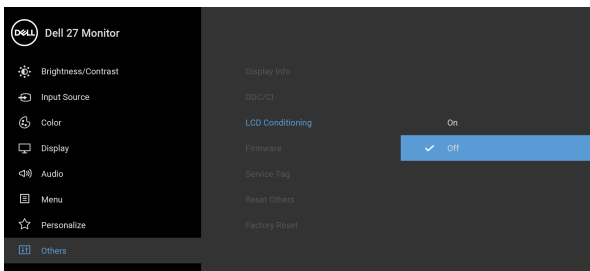 DELL
Dell 27 Monitor
Brightness/Contrast
Display Info
Input Source
DDC/CI
Color
LCD Conditioning
On
Display
Firmware
Off
Audio
Service Tag
Menu
Reset Others
Personalize
Factory Reset
Others